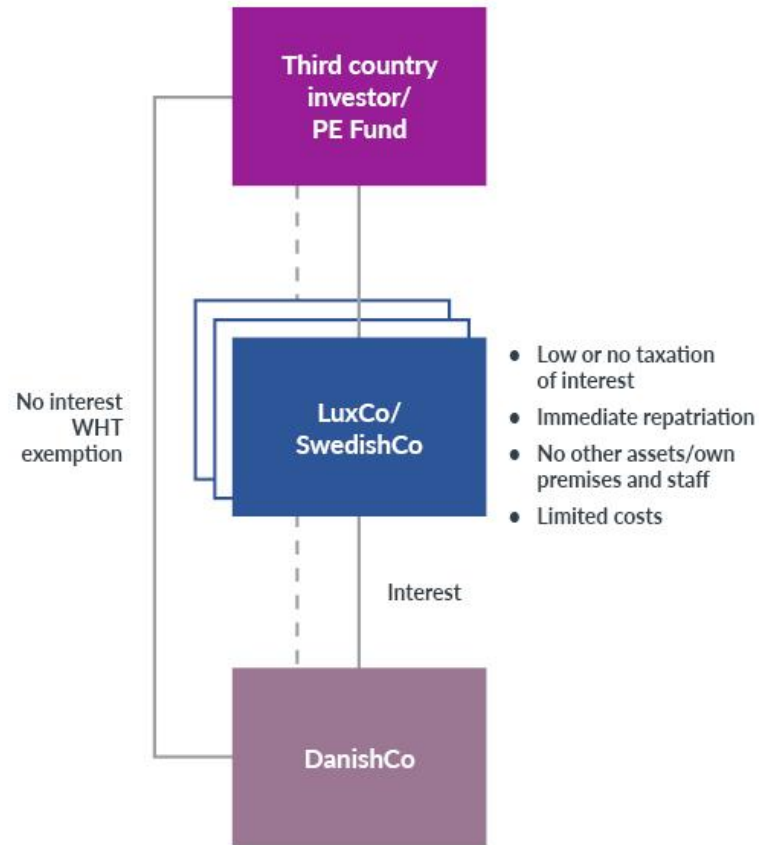 Third country
investor/
PE Fund
No interest
WHT
exemption
LuxCo/
SwedishCo
● Low or no taxation
of interest
● Immediate repatriation
● No other assets/own
premises and staff
● Limited costs
Interest
DanishCo